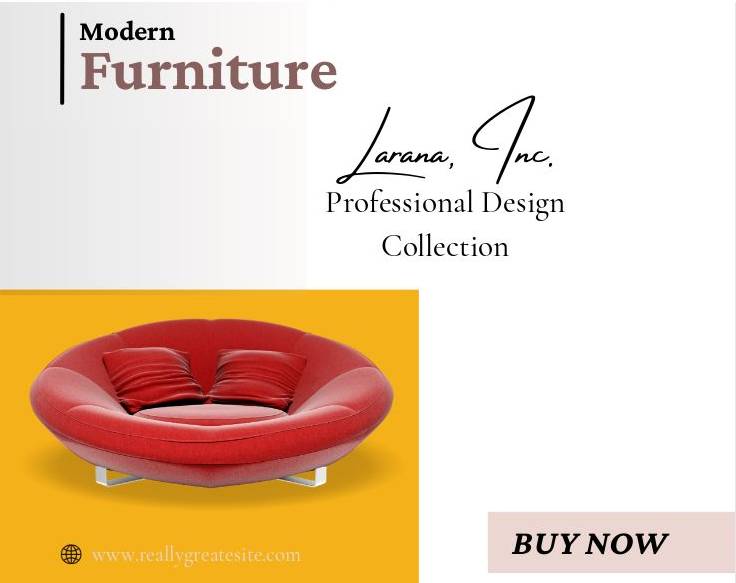 Modern
Furniture
Larana, Inc.
Professional Design
Collection
www.reallygreatesite.com
BUY NOW